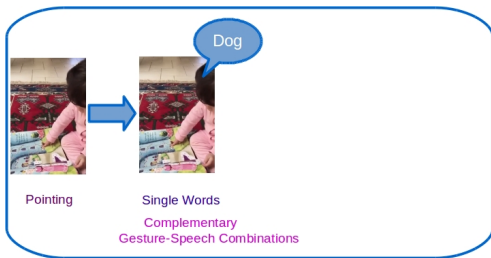 Dog
Pointing
Single Words
Complementary
Gesture-Speech Combinations